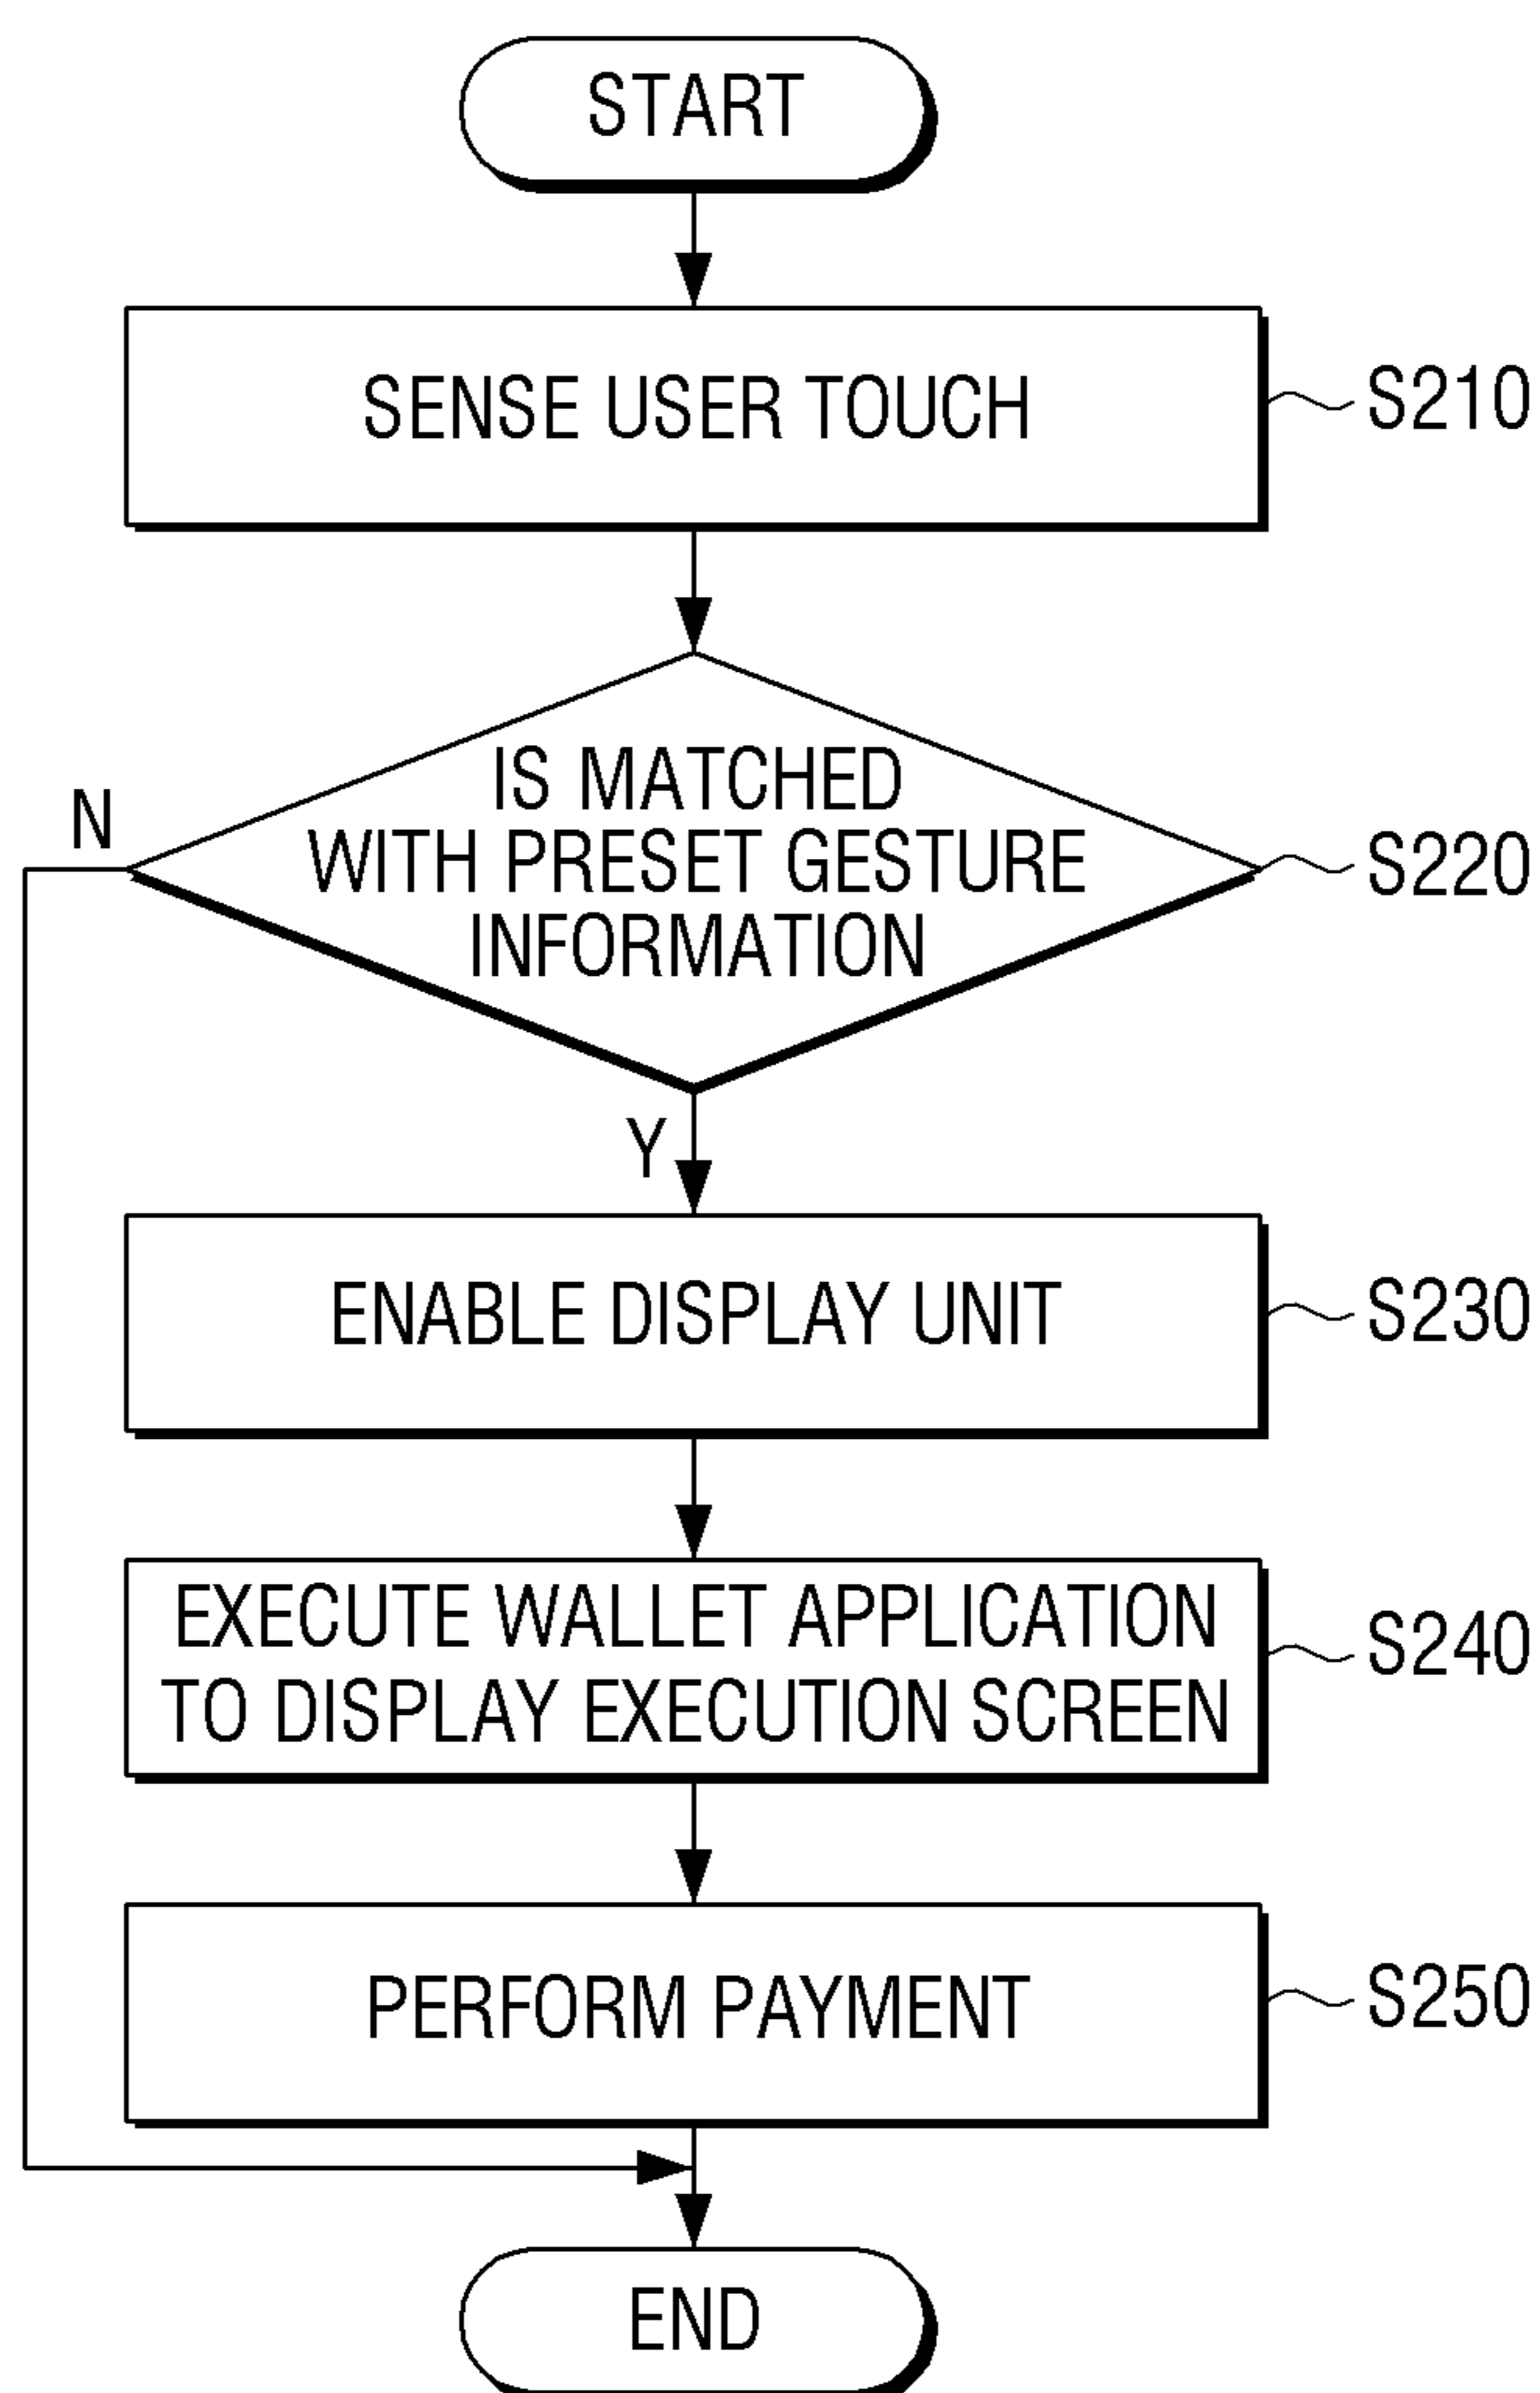 START
SENSE USER TOUCH
S210
IS MATCHED
WITH PRESET GESTURE
INFORMATION
N
S220
Y
ENABLE DISPLAY UNIT
S230
EXECUTE WALLET APPLICATION
TO DISPLAY EXECUTION SCREEN
S240
PERFORM PAYMENT
S250
END